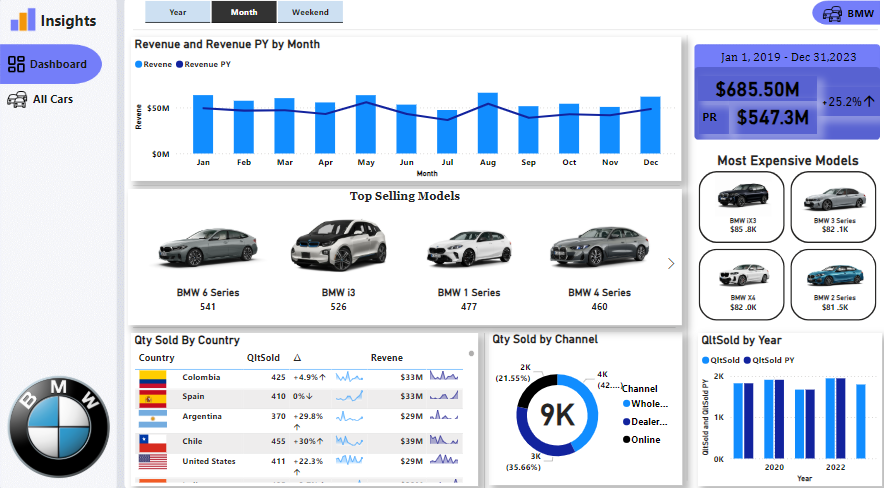 Insights
Dashboard
All Cars
B M W
Year
Month
Weekend
BMW
Revenue and Revenue PY by Month
Revene
Revenue PY
Revene
$50M
$0M
Jan
Feb
Mar
Apr
May
Jun
Jul
Aug
Sep
Oct
Nov
Dec
Month
Jan 1, 2019 - Dec 31,2023
$685.50M
PR
$547.3M
+25.2%↑
Top Selling Models
BMW 6 Series
541
BMW i3
526
BMW 1 Series
477
BMW 4 Series
460
Most Expensive Models
BMW iX3
$85 .8K
BMW 3 Series
$82 .1K
BMW X4
$82 .0K
BMW 2 Series
$81 .5K
Qty Sold By Country
Country QltSold Δ Revene
Colombia 425 +4.9%↑ $33M
Spain 410 0%↓ $33M
Argentina 370 +29.8%↑ $29M
Chile 455 +30%↑ $39M
United States 411 +22.3%↑ $29M
Qty Sold by Channel
2K
(21.55%)
4K
(42....)
9K
3K
(35.66%)
Channel
Whole...
Dealer...
Online
QltSold by Year
QltSold
QltSold PY
QltSold and QltSold PY
2K
1K
0K
2020
2022
Year